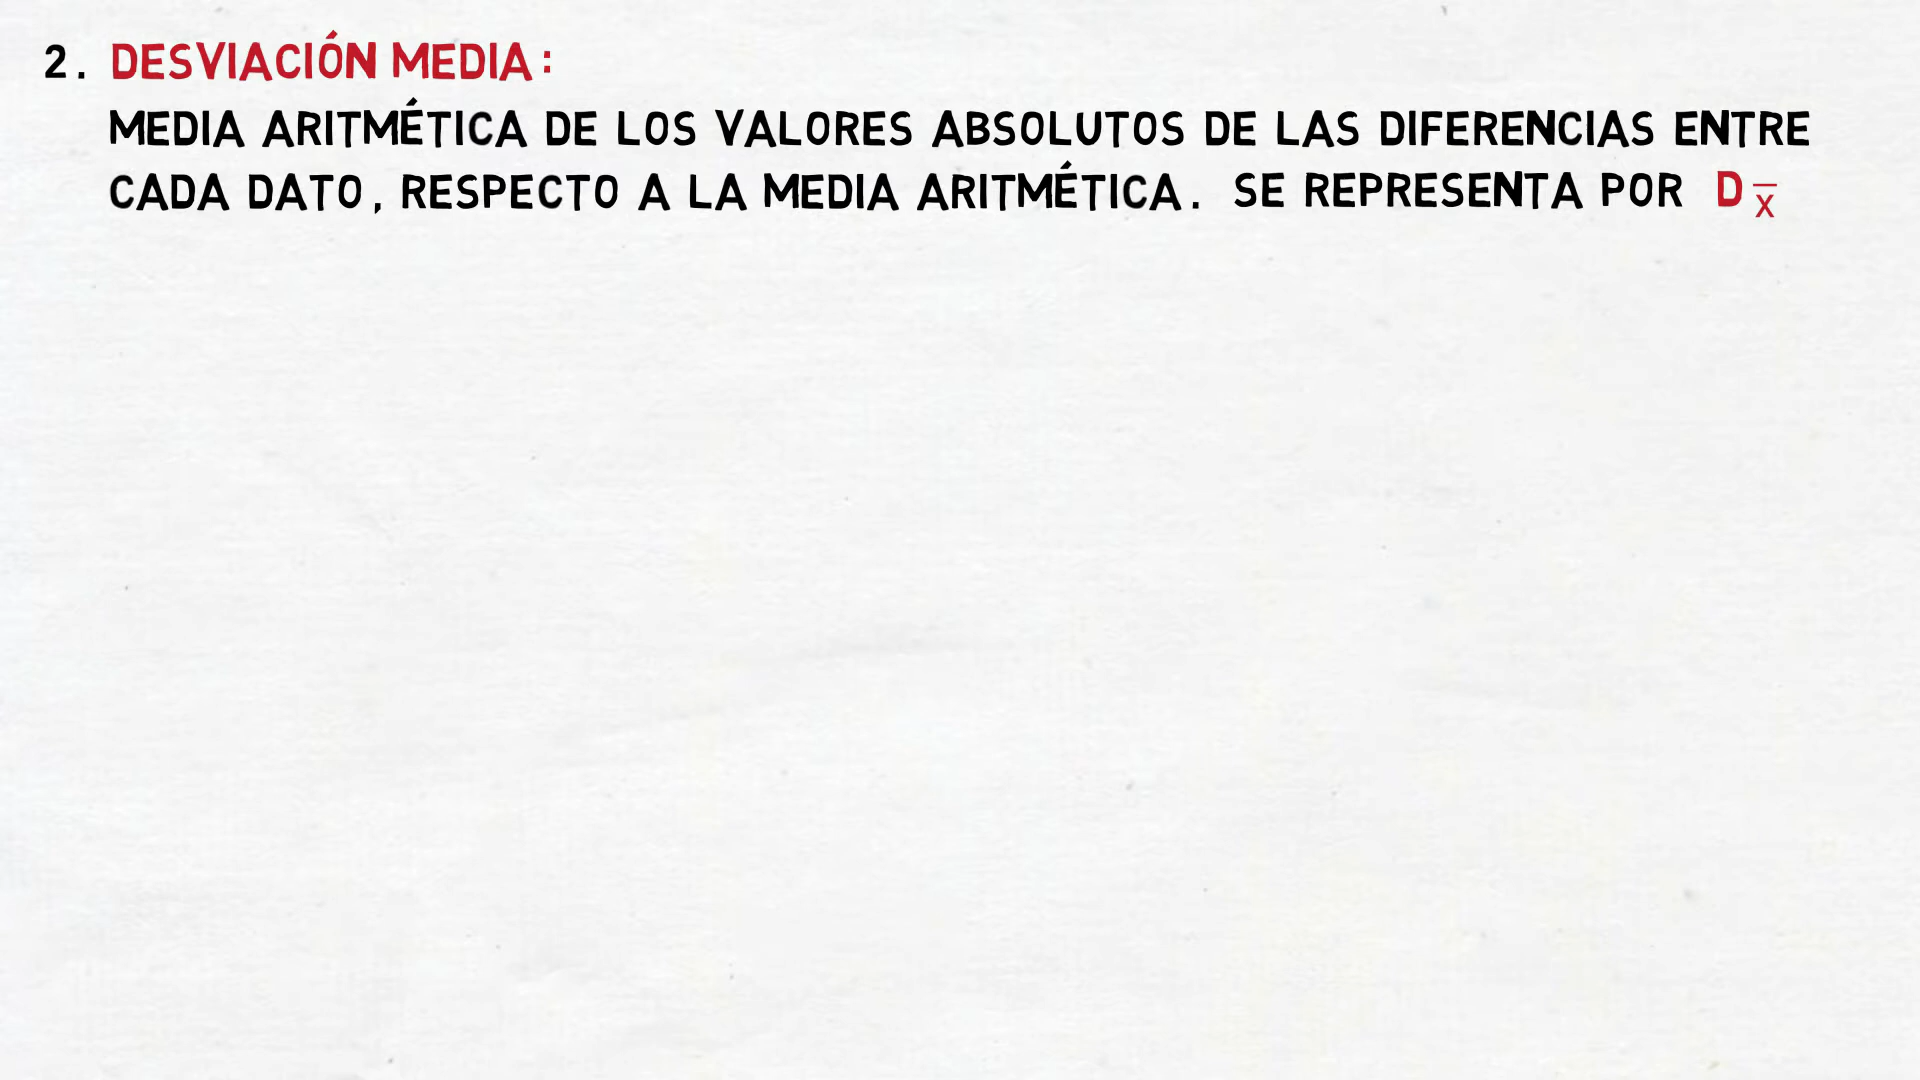 2. DESVIACIÓN MEDIA:
MEDIA ARITMÉTICA DE LOS VALORES ABSOLUTOS DE LAS DIFERENCIAS ENTRE
CADA DATO, RESPECTO A LA MEDIA ARITMÉTICA. SE REPRESENTA POR D x̅